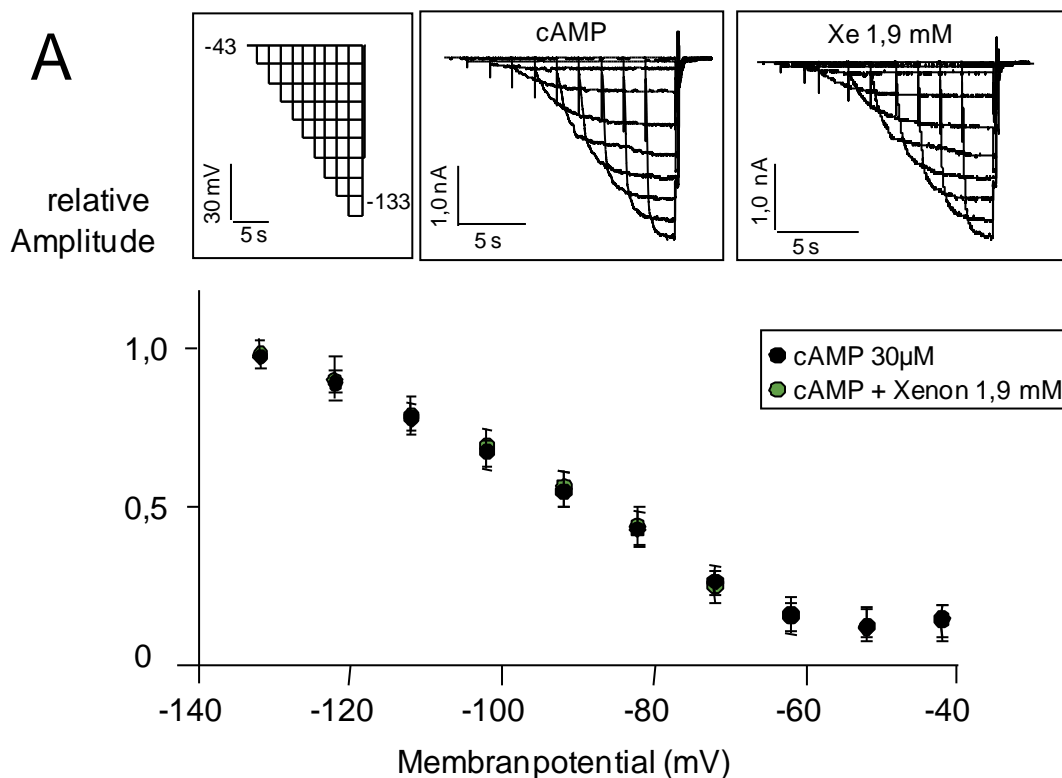 A
-43
-133
30 mV
5 s
cAMP
1,0 nA
5 s
Xe 1,9 mM
1,0 nA
5 s
relative
Amplitude
1,0
0,5
0
cAMP 30µM
cAMP + Xenon 1,9 mM
-140
-120
-100
-80
-60
-40
Membranpotential (mV)